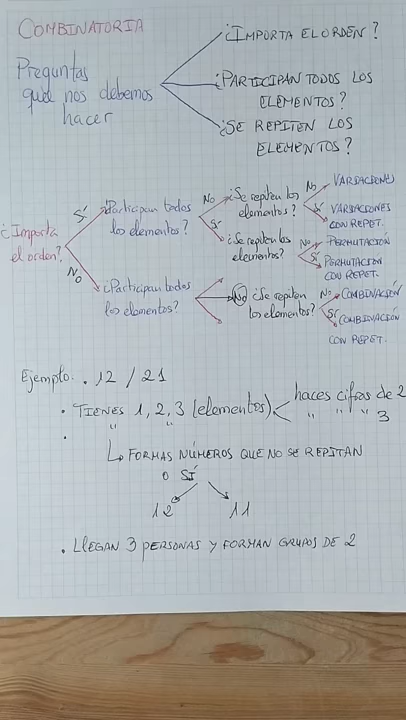 COMBINATORIA
Preguntas
que nos debemos
hacer
¿IMPORTA EL ORDEN?
¿PARTICIPAN TODOS LOS
ELEMENTOS?
¿SE REPITEN LOS
ELEMENTOS?
¿Importa
el orden?
Sí
¿Participan todos
los elementos?
No
¿Se repiten los
elementos?
No
VARIACIONES
Sí
VARIACIONES
CON REPET.
Sí
¿Se repiten los
elementos?
No
PERMUTACIÓN
Sí
PERMUTACIÓN
CON REPET.
No
¿Participan todos
los elementos?
No
¿Se repiten
los elementos?
No
COMBINACIÓN
Sí
COMBINACIÓN
CON REPET.
Ejemplo: . 12 / 21
. TIENES 1, 2, 3 (elementos)
haces cifras de 2
" " " 3
" "
FORMAS NÚMEROS QUE NO SE REPITAN
O SÍ
12 11
. LLEGAN 3 PERSONAS Y FORMAN GRUPOS DE 2